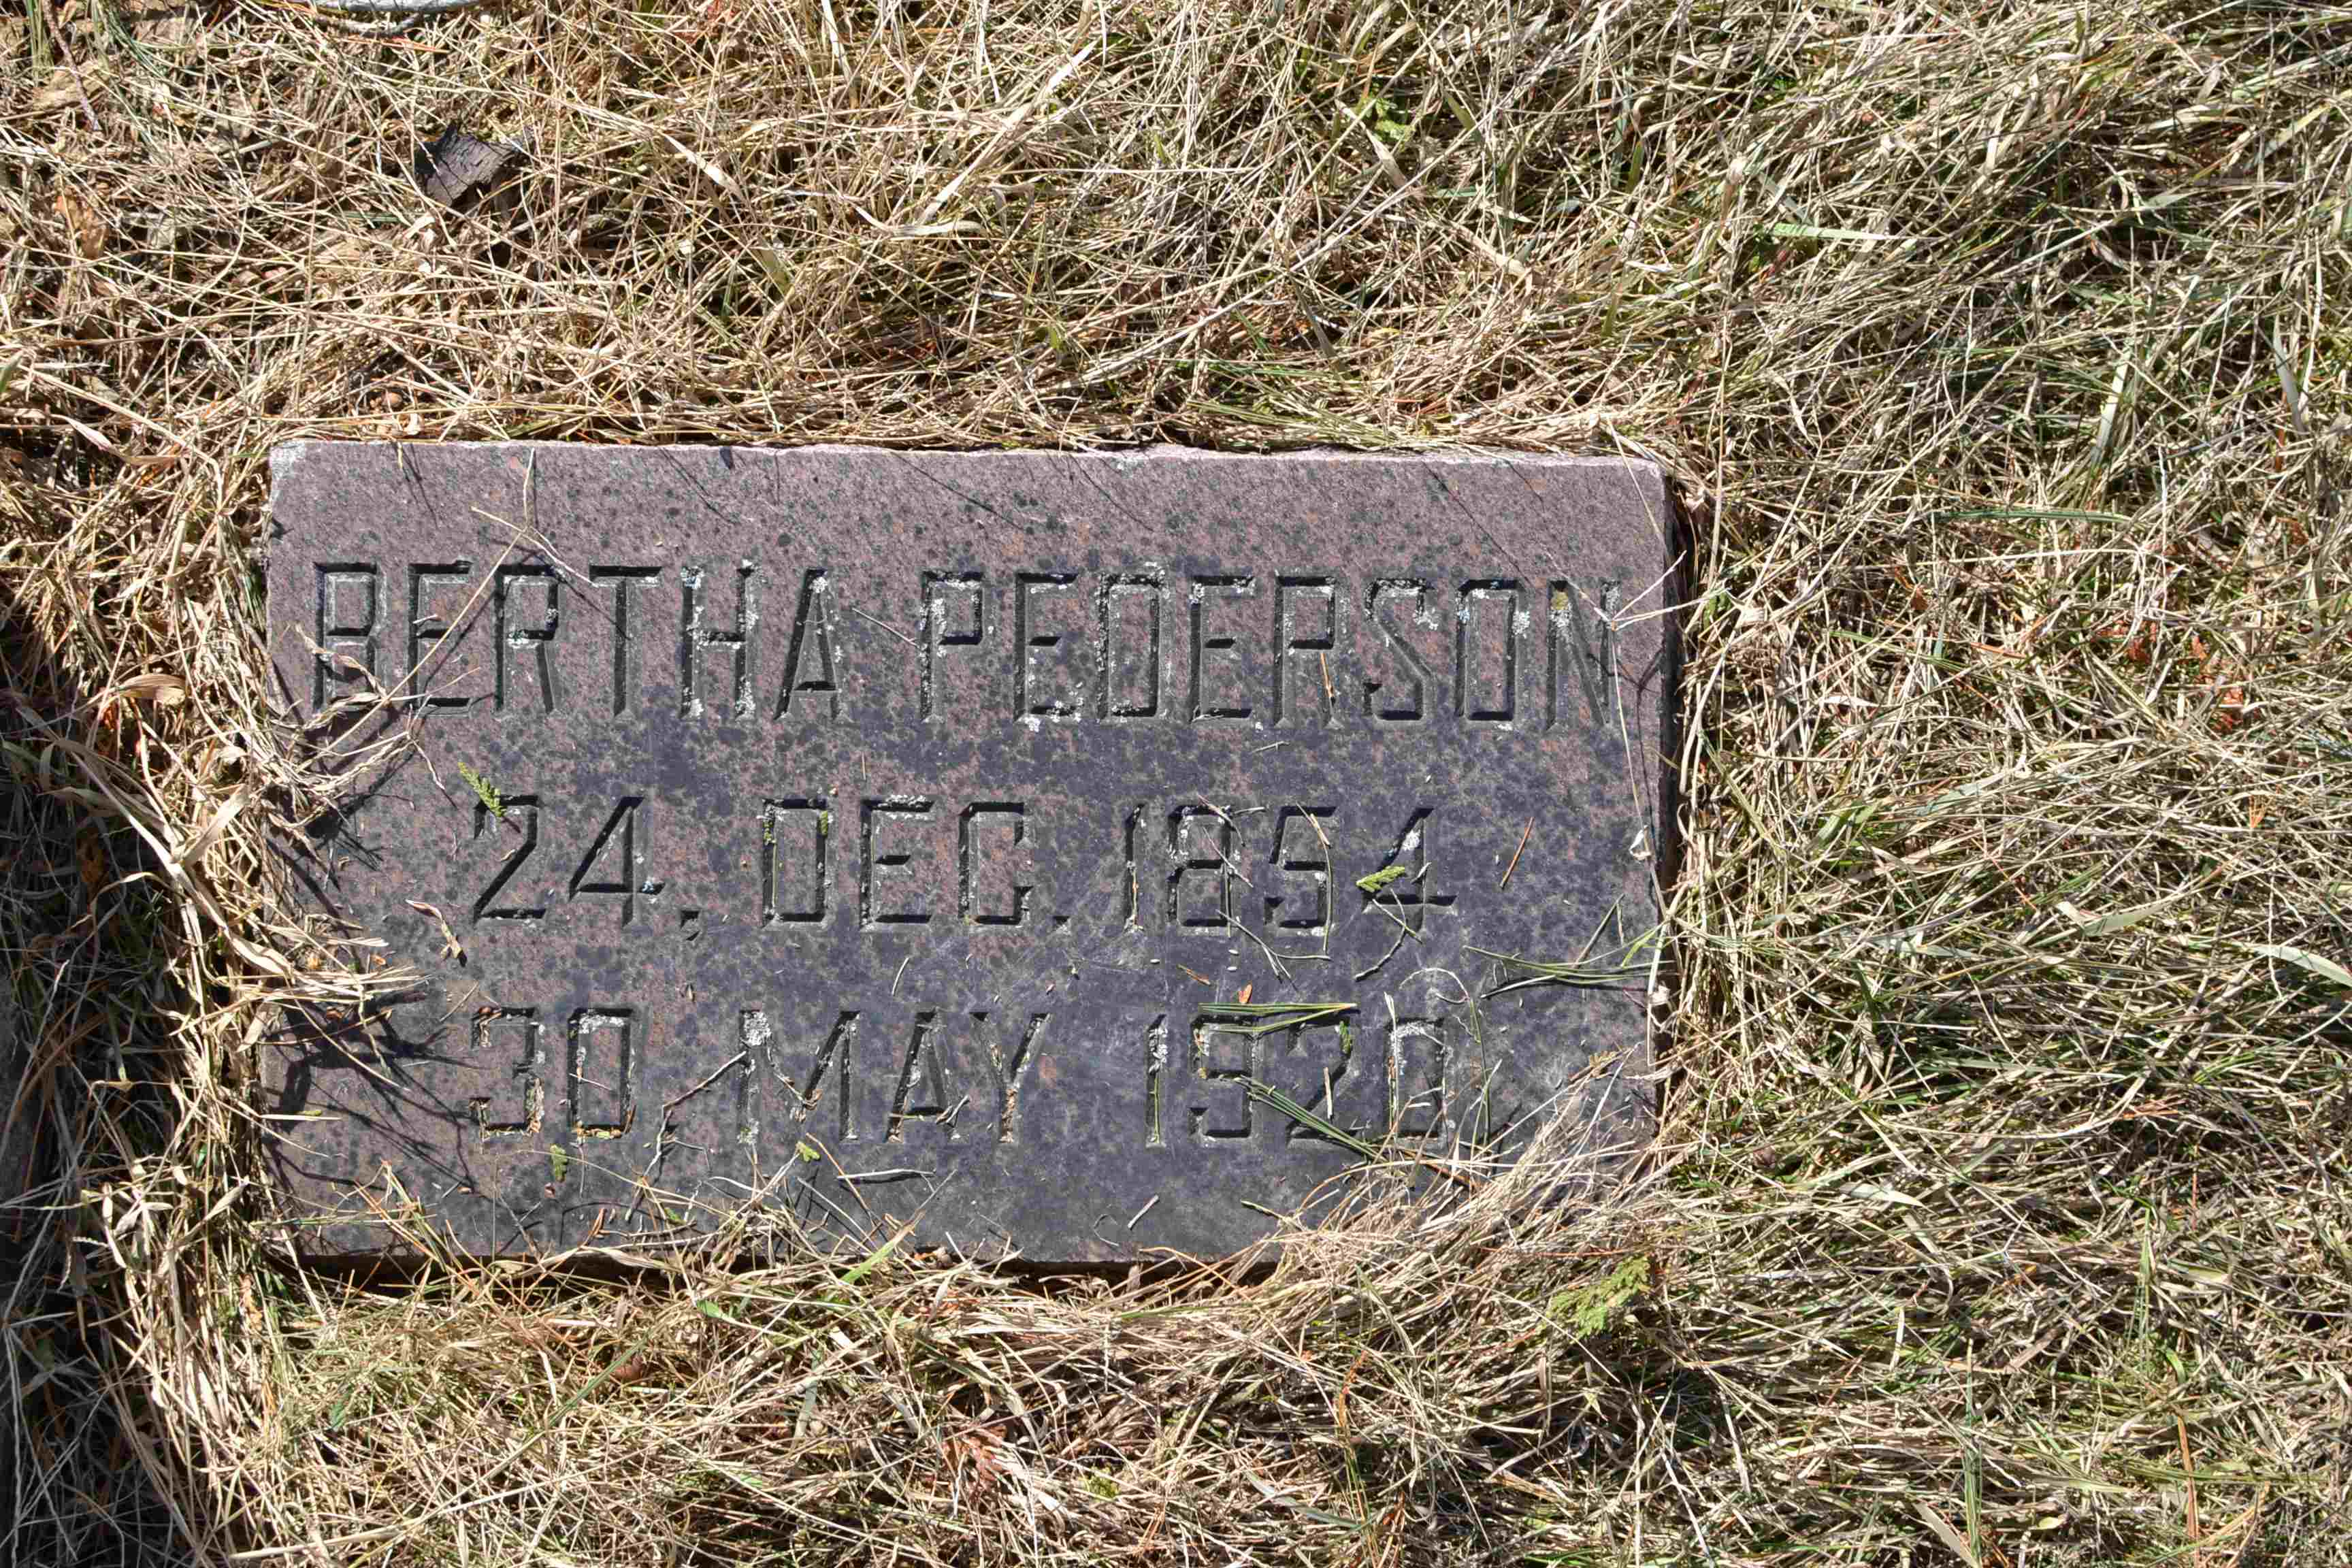 BERTHA PEDERSON
24, DEC. 1854
30, MAY 1920